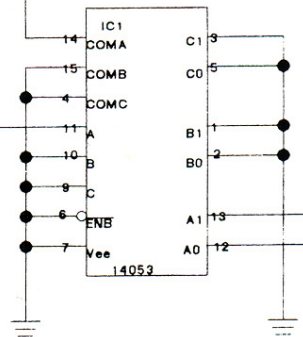 IC1
14 COMA C1 3
15 COMB C0 5
4 COMC
11 A B1 1
10 B B0 2
9 C
6 ENB A1 13
7 Vee A0 12
14053